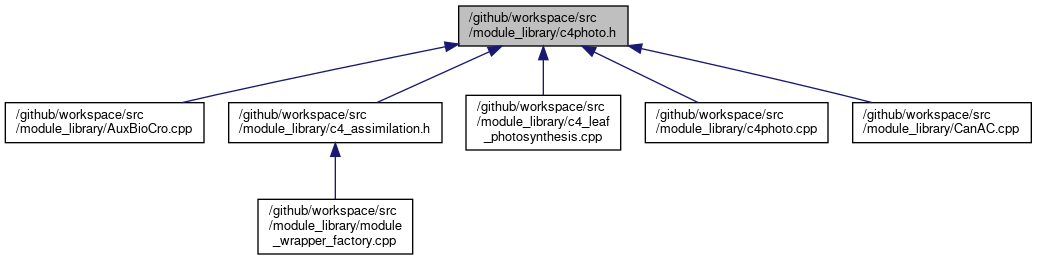 /github/workspace/src
/module_library/c4photo.h
/github/workspace/src
/module_library/AuxBioCro.cpp
/github/workspace/src
/module_library/c4_assimilation.h
/github/workspace/src
/module_library/c4_leaf
_photosynthesis.cpp
/github/workspace/src
/module_library/c4photo.cpp
/github/workspace/src
/module_library/CanAC.cpp
/github/workspace/src
/module_library/module
_wrapper_factory.cpp